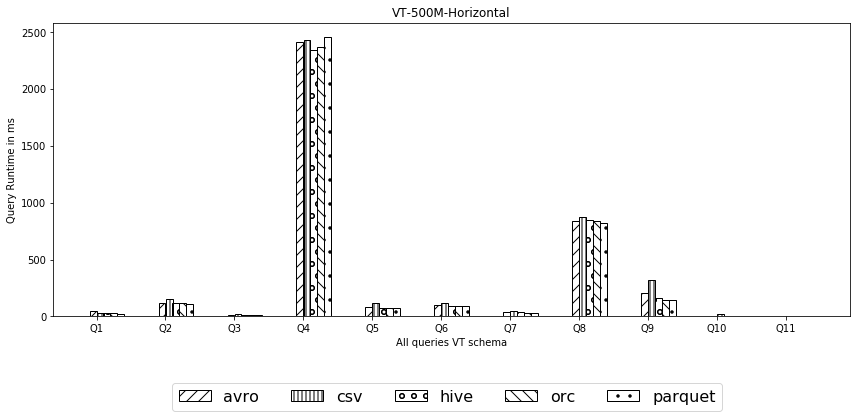 VT-500M-Horizontal
Query Runtime in ms
2500
2000
1500
1000
500
0
Q1 Q2 Q3 Q4 Q5 Q6 Q7 Q8 Q9 Q10 Q11
All queries VT schema
avro csv hive orc parquet